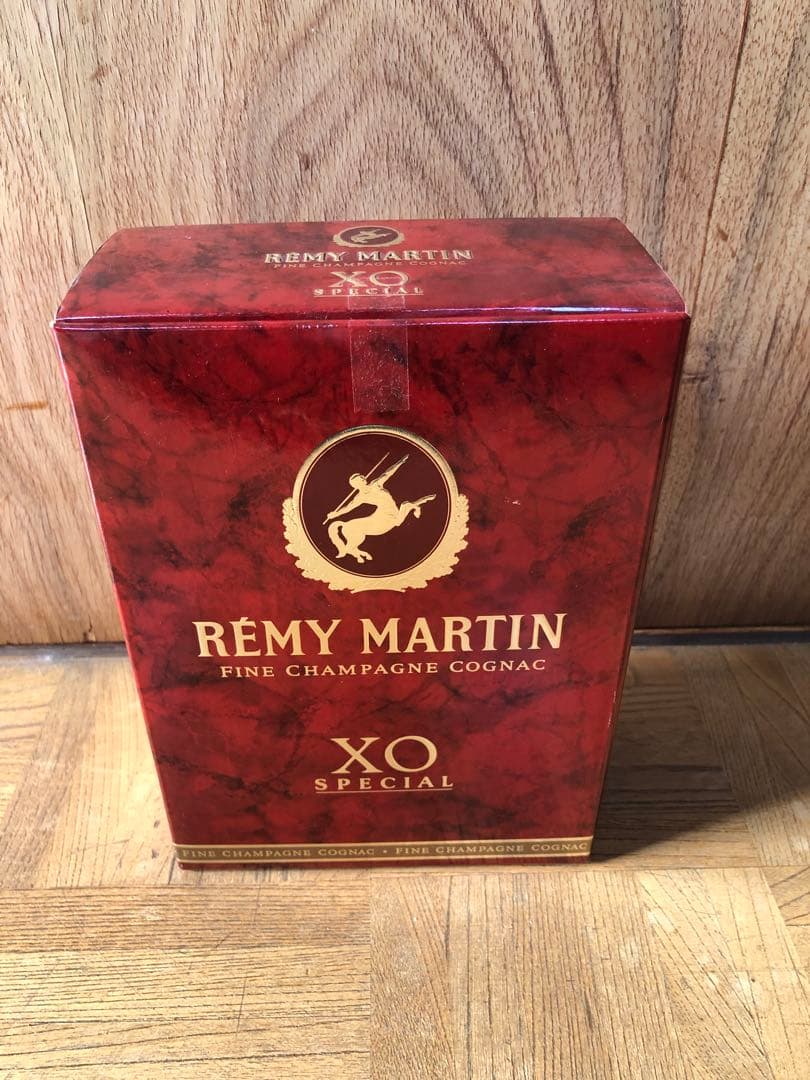 RÉMY MARTIN
FINE CHAMPAGNE COGNAC
XO
SPECIAL
RÉMY MARTIN
FINE CHAMPAGNE COGNAC
XO
SPECIAL
FINE CHAMPAGNE COGNAC • FINE CHAMPAGNE COGNAC